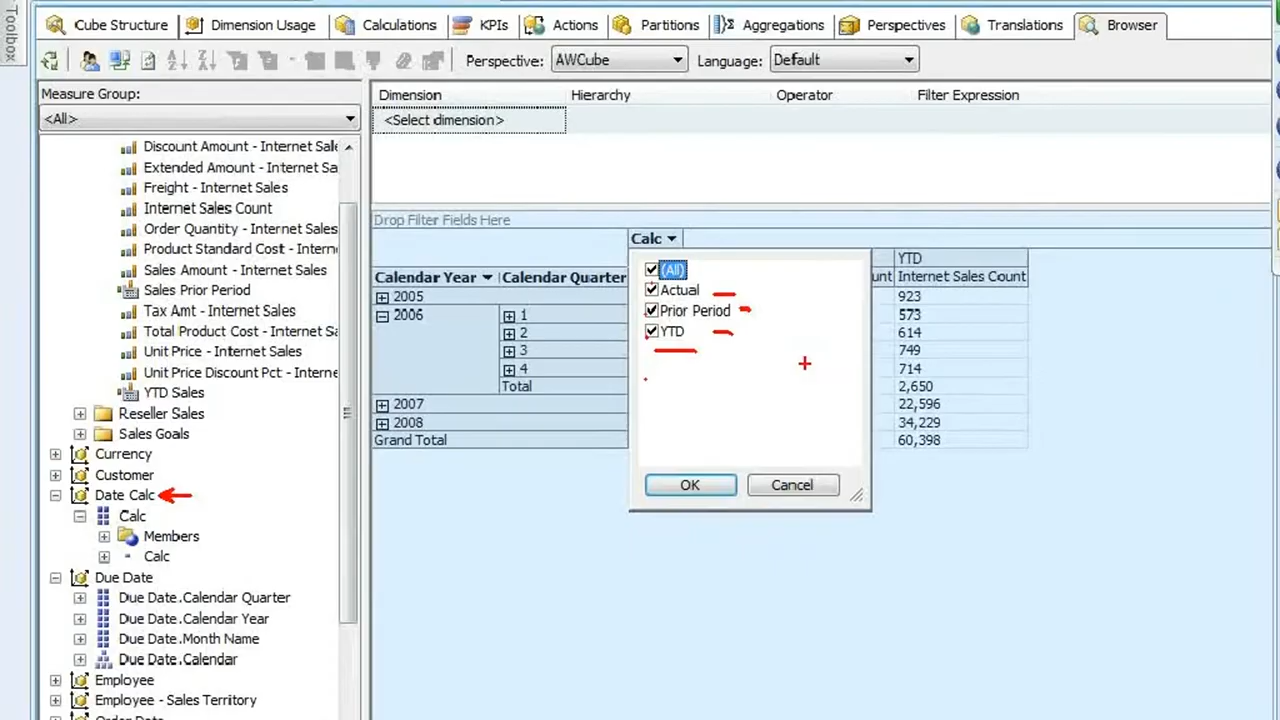 Toolbox
Cube Structure Dimension Usage Calculations KPIs Actions Partitions Aggregations Perspectives Translations Browser
Perspective: AWCube Language: Default
Measure Group:
<All>
Dimension Hierarchy Operator Filter Expression
<Select dimension>
Discount Amount - Internet Sale
Extended Amount - Internet Sa
Freight - Internet Sales
Internet Sales Count
Order Quantity - Internet Sales
Product Standard Cost - Intern
Sales Amount - Internet Sales
Sales Prior Period
Tax Amt - Internet Sales
Total Product Cost - Internet Sa
Unit Price - Internet Sales
Unit Price Discount Pct - Interne
YTD Sales
Reseller Sales
Sales Goals
Currency
Customer
Date Calc
Calc
Members
Calc
Due Date
Due Date.Calendar Quarter
Due Date.Calendar Year
Due Date.Month Name
Due Date.Calendar
Employee
Employee - Sales Territory
Drop Filter Fields Here
Calc
YTD
Calendar Year Calendar Quarter unt Internet Sales Count
2005 923
2006 1 573
2 614
3 749
4 714
Total 2,650
2007 22,596
2008 34,229
Grand Total 60,398
(All)
Actual
Prior Period
YTD
OK Cancel